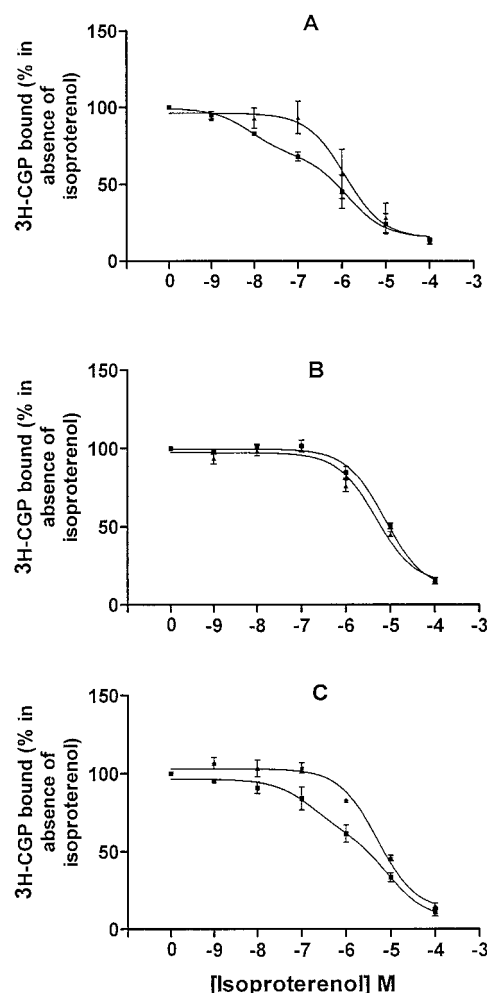 A
3H-CGP bound (% in
absence of
isoproterenol)
150
100
50
0
0 -9 -8 -7 -6 -5 -4 -3
B
3H-CGP bound (% in
absence of
isoproterenol)
150
100
50
0
0 -9 -8 -7 -6 -5 -4 -3
C
3H-CGP bound (% in
absence of
isoproterenol)
150
100
50
0
0 -9 -8 -7 -6 -5 -4 -3
[Isoproterenol] M